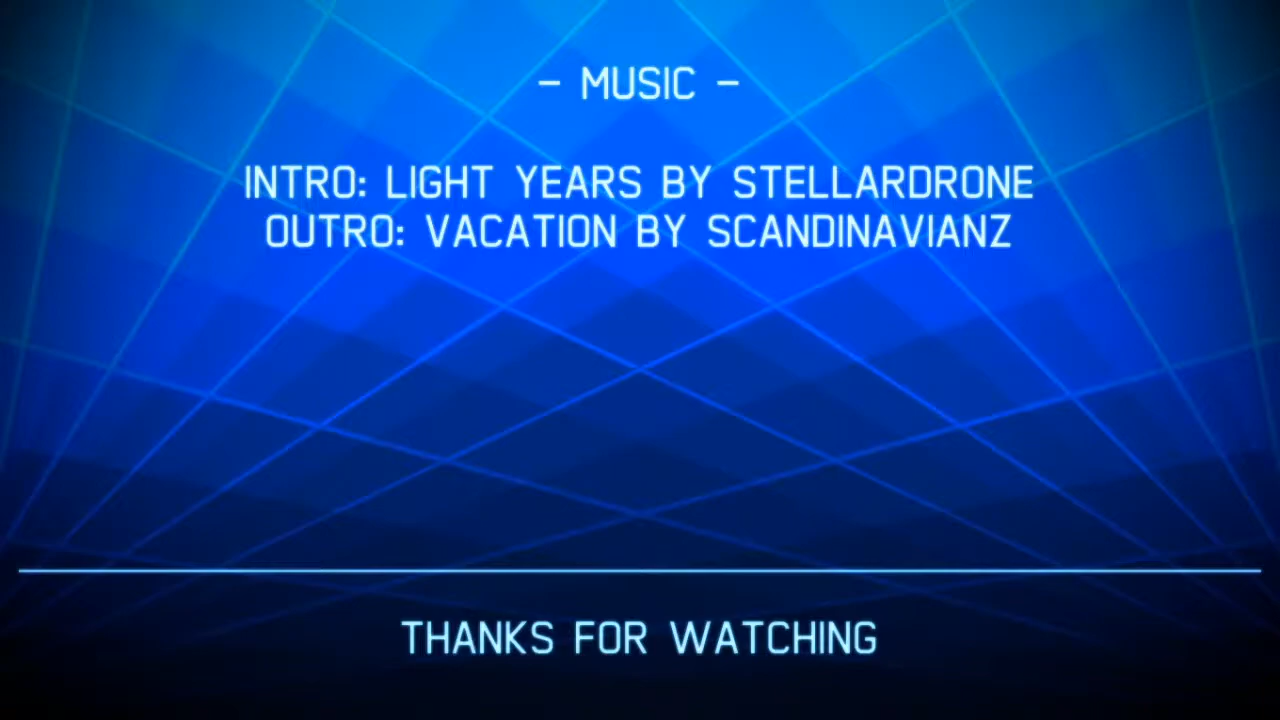 - MUSIC -
INTRO: LIGHT YEARS BY STELLARDRONE
OUTRO: VACATION BY SCANDINAVIANZ
THANKS FOR WATCHING